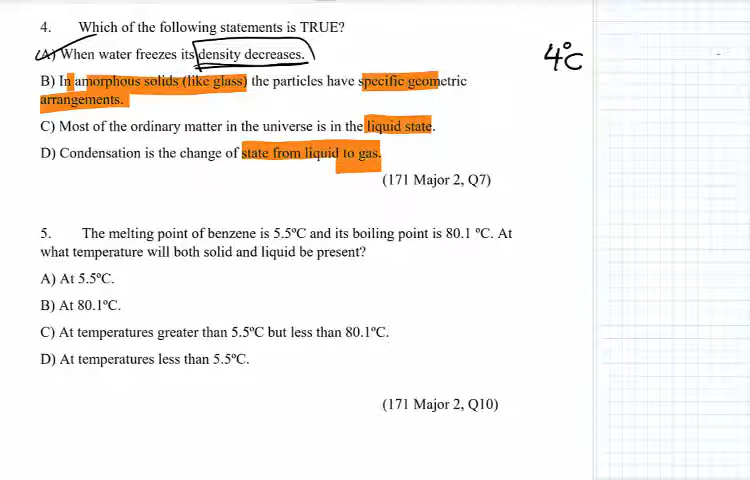 4. Which of the following statements is TRUE?
A) When water freezes its density decreases.
4°C
B) In amorphous solids (like glass) the particles have specific geometric
arrangements.
C) Most of the ordinary matter in the universe is in the liquid state.
D) Condensation is the change of state from liquid to gas.
(171 Major 2, Q7)
5. The melting point of benzene is 5.5ºC and its boiling point is 80.1 ºC. At
what temperature will both solid and liquid be present?
A) At 5.5ºC.
B) At 80.1ºC.
C) At temperatures greater than 5.5ºC but less than 80.1ºC.
D) At temperatures less than 5.5ºC.
(171 Major 2, Q10)